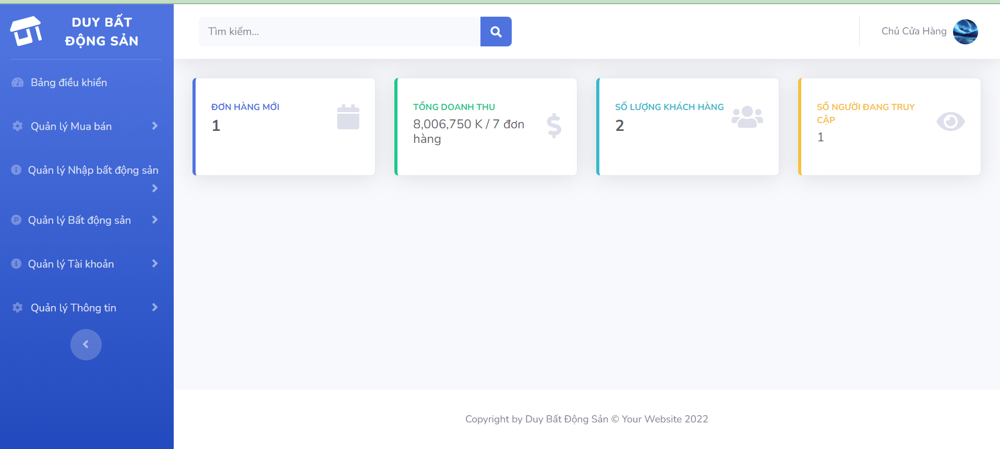 DUY BẤT
ĐỘNG SẢN
Bảng điều khiển
Quản lý Mua bán
Quản lý Nhập bất động sản
Quản lý Bất động sản
Quản lý Tài khoản
Quản lý Thông tin
Tìm kiếm...
Chủ Cửa Hàng
ĐƠN HÀNG MỚI
1
TỔNG DOANH THU
8,006,750 K / 7 đơn
hàng
SỐ LƯỢNG KHÁCH HÀNG
2
SỐ NGƯỜI ĐANG TRUY
CẬP
1
Copyright by Duy Bất Động Sản © Your Website 2022